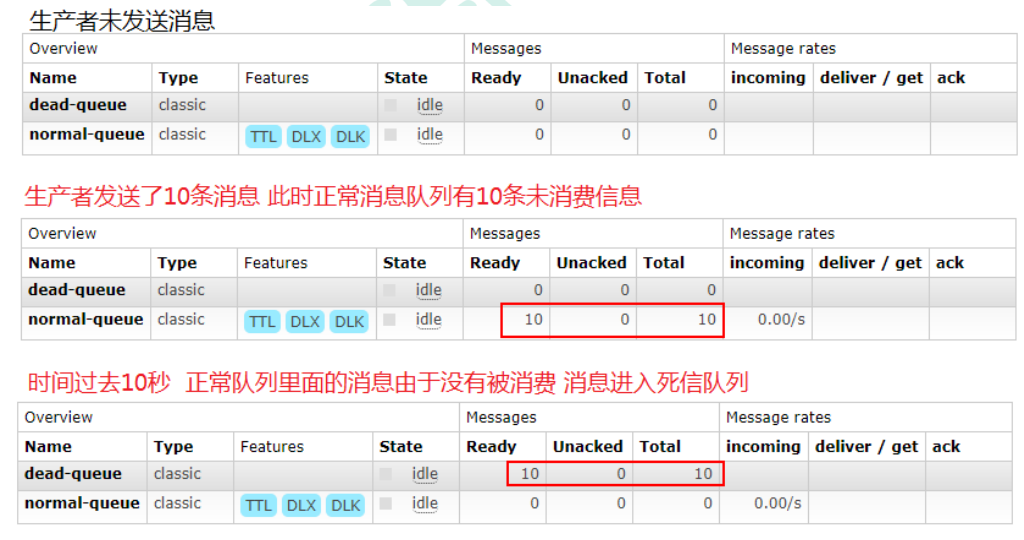 生产者未发送消息
Overview Messages Message rates
Name Type Features State Ready Unacked Total incoming deliver / get ack
dead-queue classic idle 0 0 0
normal-queue classic TTL DLX DLK idle 0 0 0
生产者发送了10条消息 此时正常消息队列有10条未消费信息
Overview Messages Message rates
Name Type Features State Ready Unacked Total incoming deliver / get ack
dead-queue classic idle 0 0 0
normal-queue classic TTL DLX DLK idle 10 0 10 0.00/s
时间过去10秒 正常队列里面的消息由于没有被消费 消息进入死信队列
Overview Messages Message rates
Name Type Features State Ready Unacked Total incoming deliver / get ack
dead-queue classic idle 10 0 10
normal-queue classic TTL DLX DLK idle 0 0 0 0.00/s